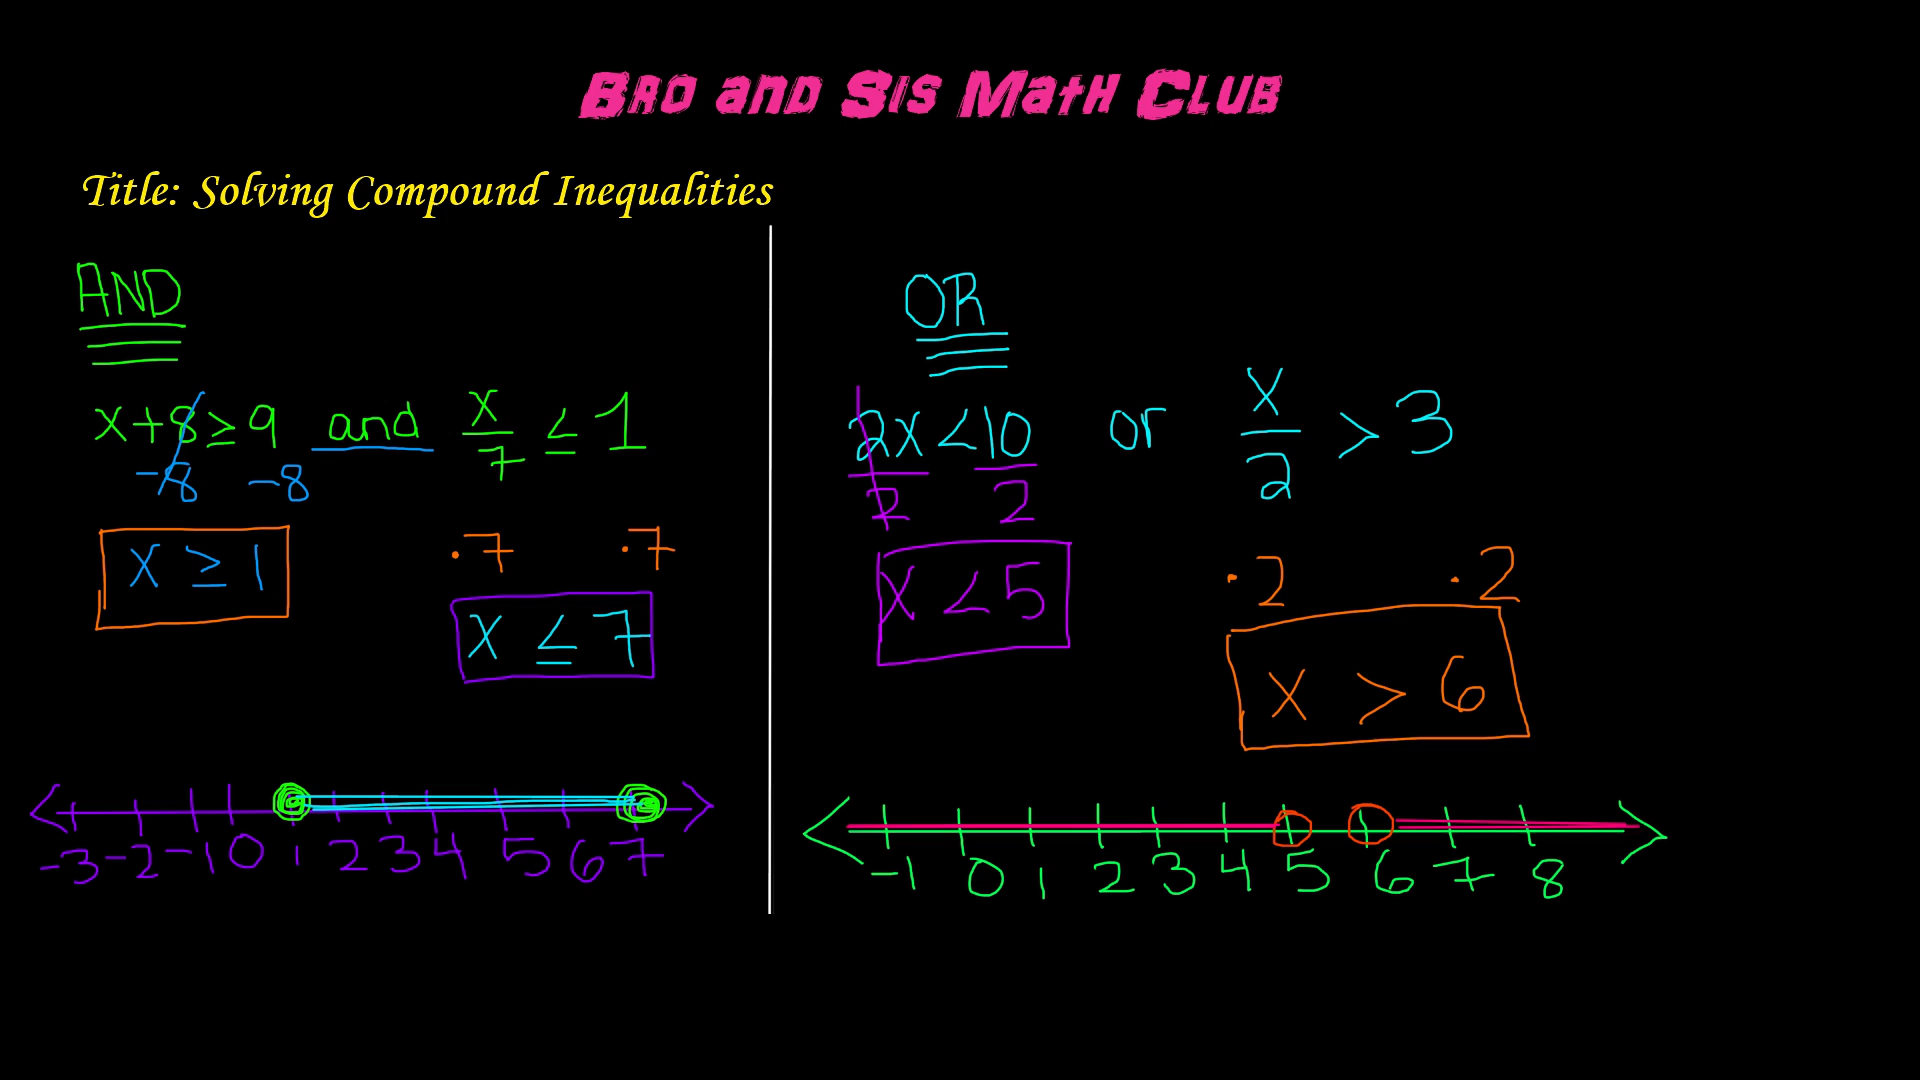 Bro and Sis Math Club
Title: Solving Compound Inequalities
AND
x+8≥9 and x/7 ≤ 1
-8 -8
x ≥ 1
·7 ·7
x ≤ 7
-3 -2 -1 0 1 2 3 4 5 6 7
OR
2x<10 or x/2 > 3
2 2
x < 5
·2 ·2
x > 6
-1 0 1 2 3 4 5 6 7 8